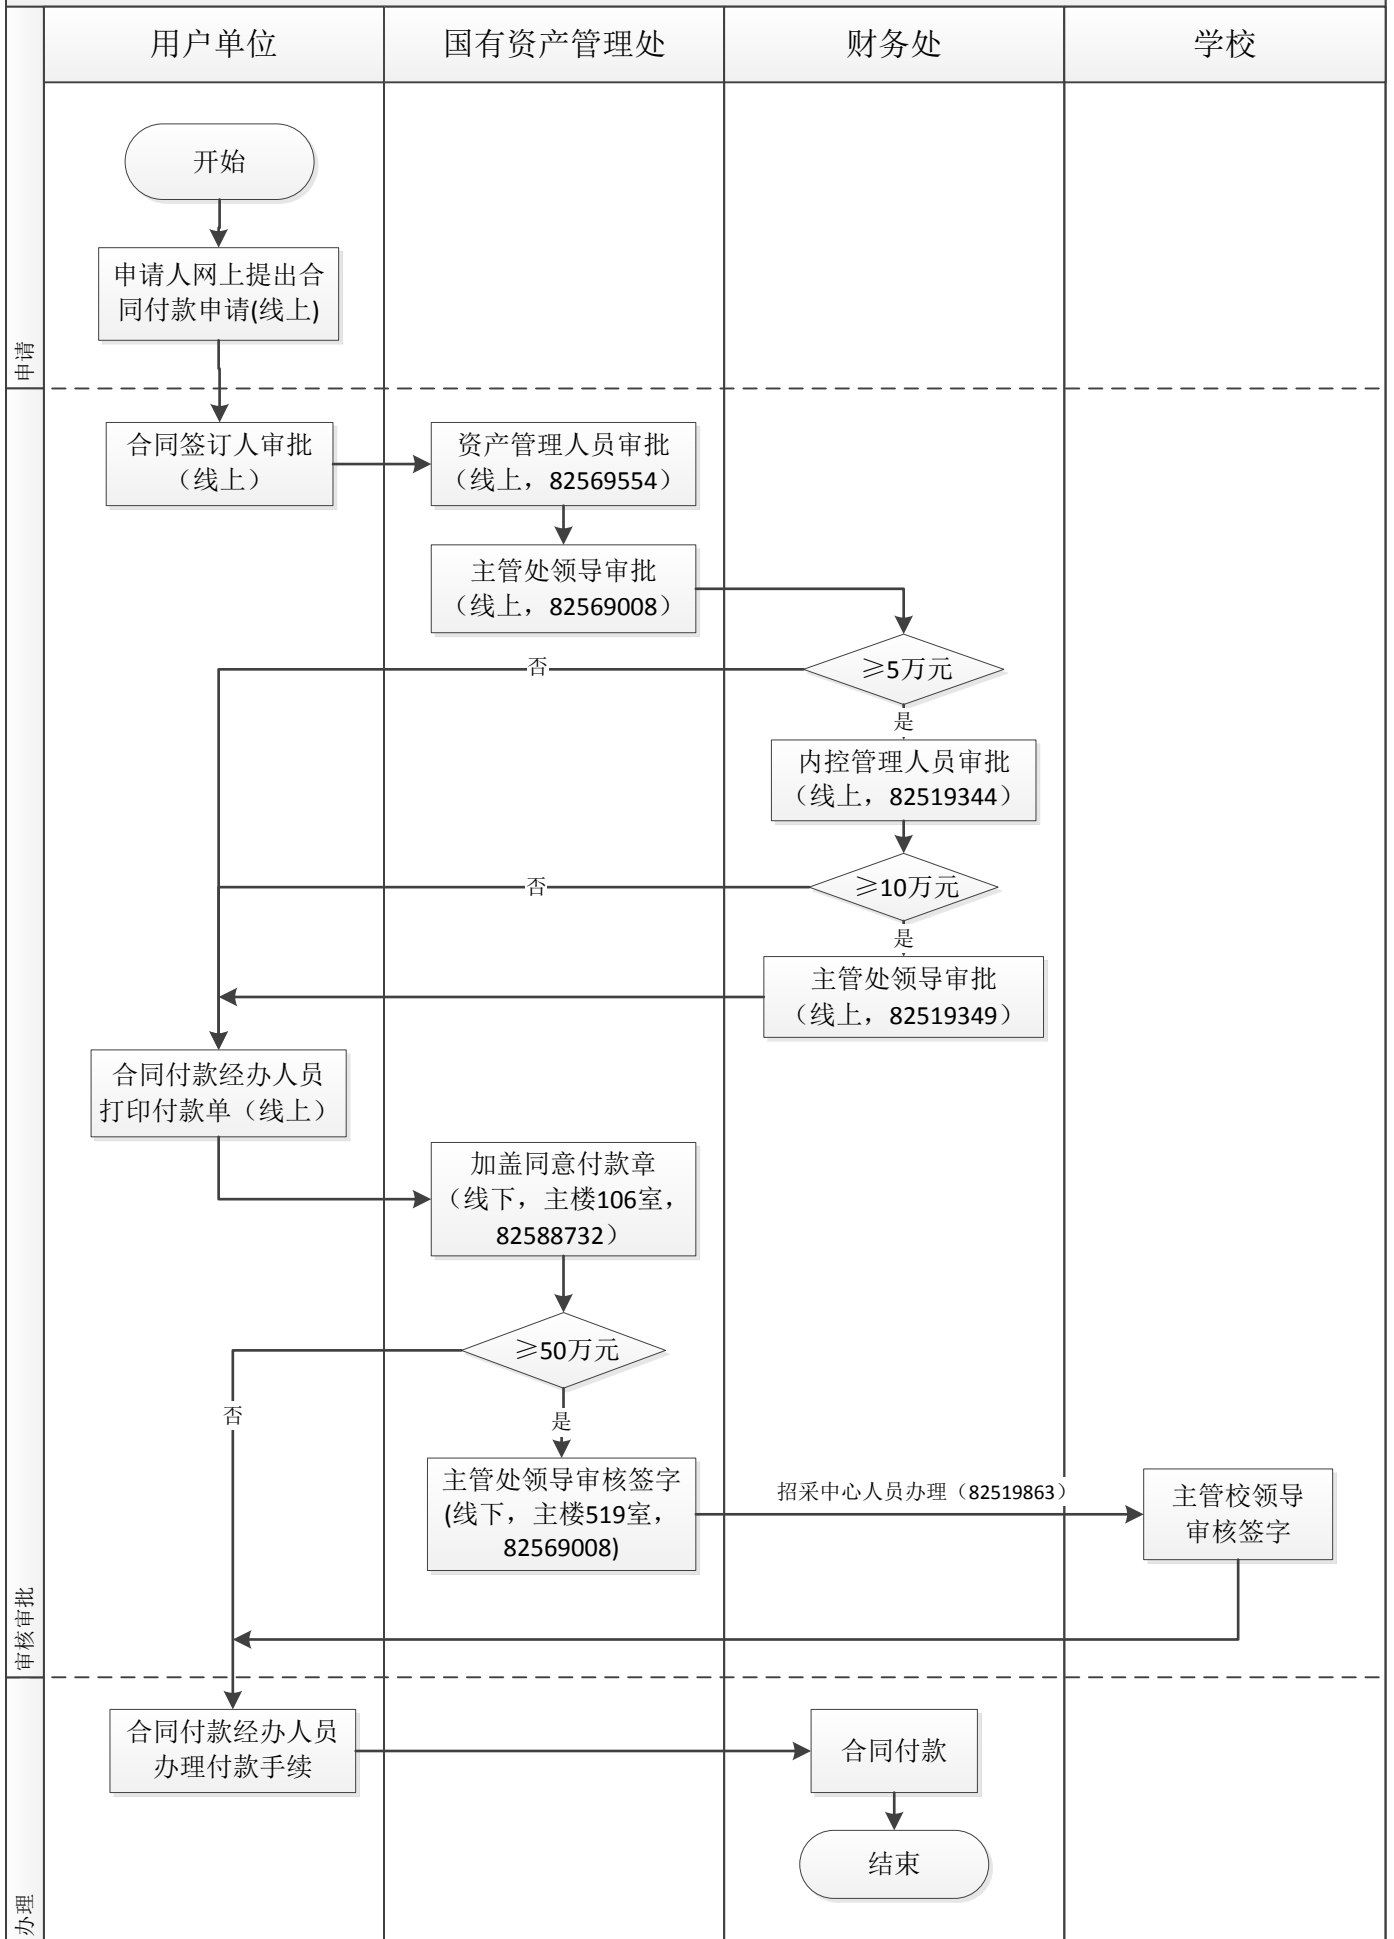 用户单位
国有资产管理处
财务处
学校
开始
申请人网上提出合
同付款申请(线上)
申请
合同签订人审批
（线上）
资产管理人员审批
（线上，82569554）
主管处领导审批
（线上，82569008）
≥5万元
否
是
内控管理人员审批
（线上，82519344）
≥10万元
否
是
主管处领导审批
（线上，82519349）
合同付款经办人员
打印付款单（线上）
加盖同意付款章
（线下，主楼106室，
82588732）
≥50万元
否
是
主管处领导审核签字
(线下，主楼519室，
82569008)
招采中心人员办理（82519863）
主管校领导
审核签字
审核审批
合同付款经办人员
办理付款手续
合同付款
结束
办理